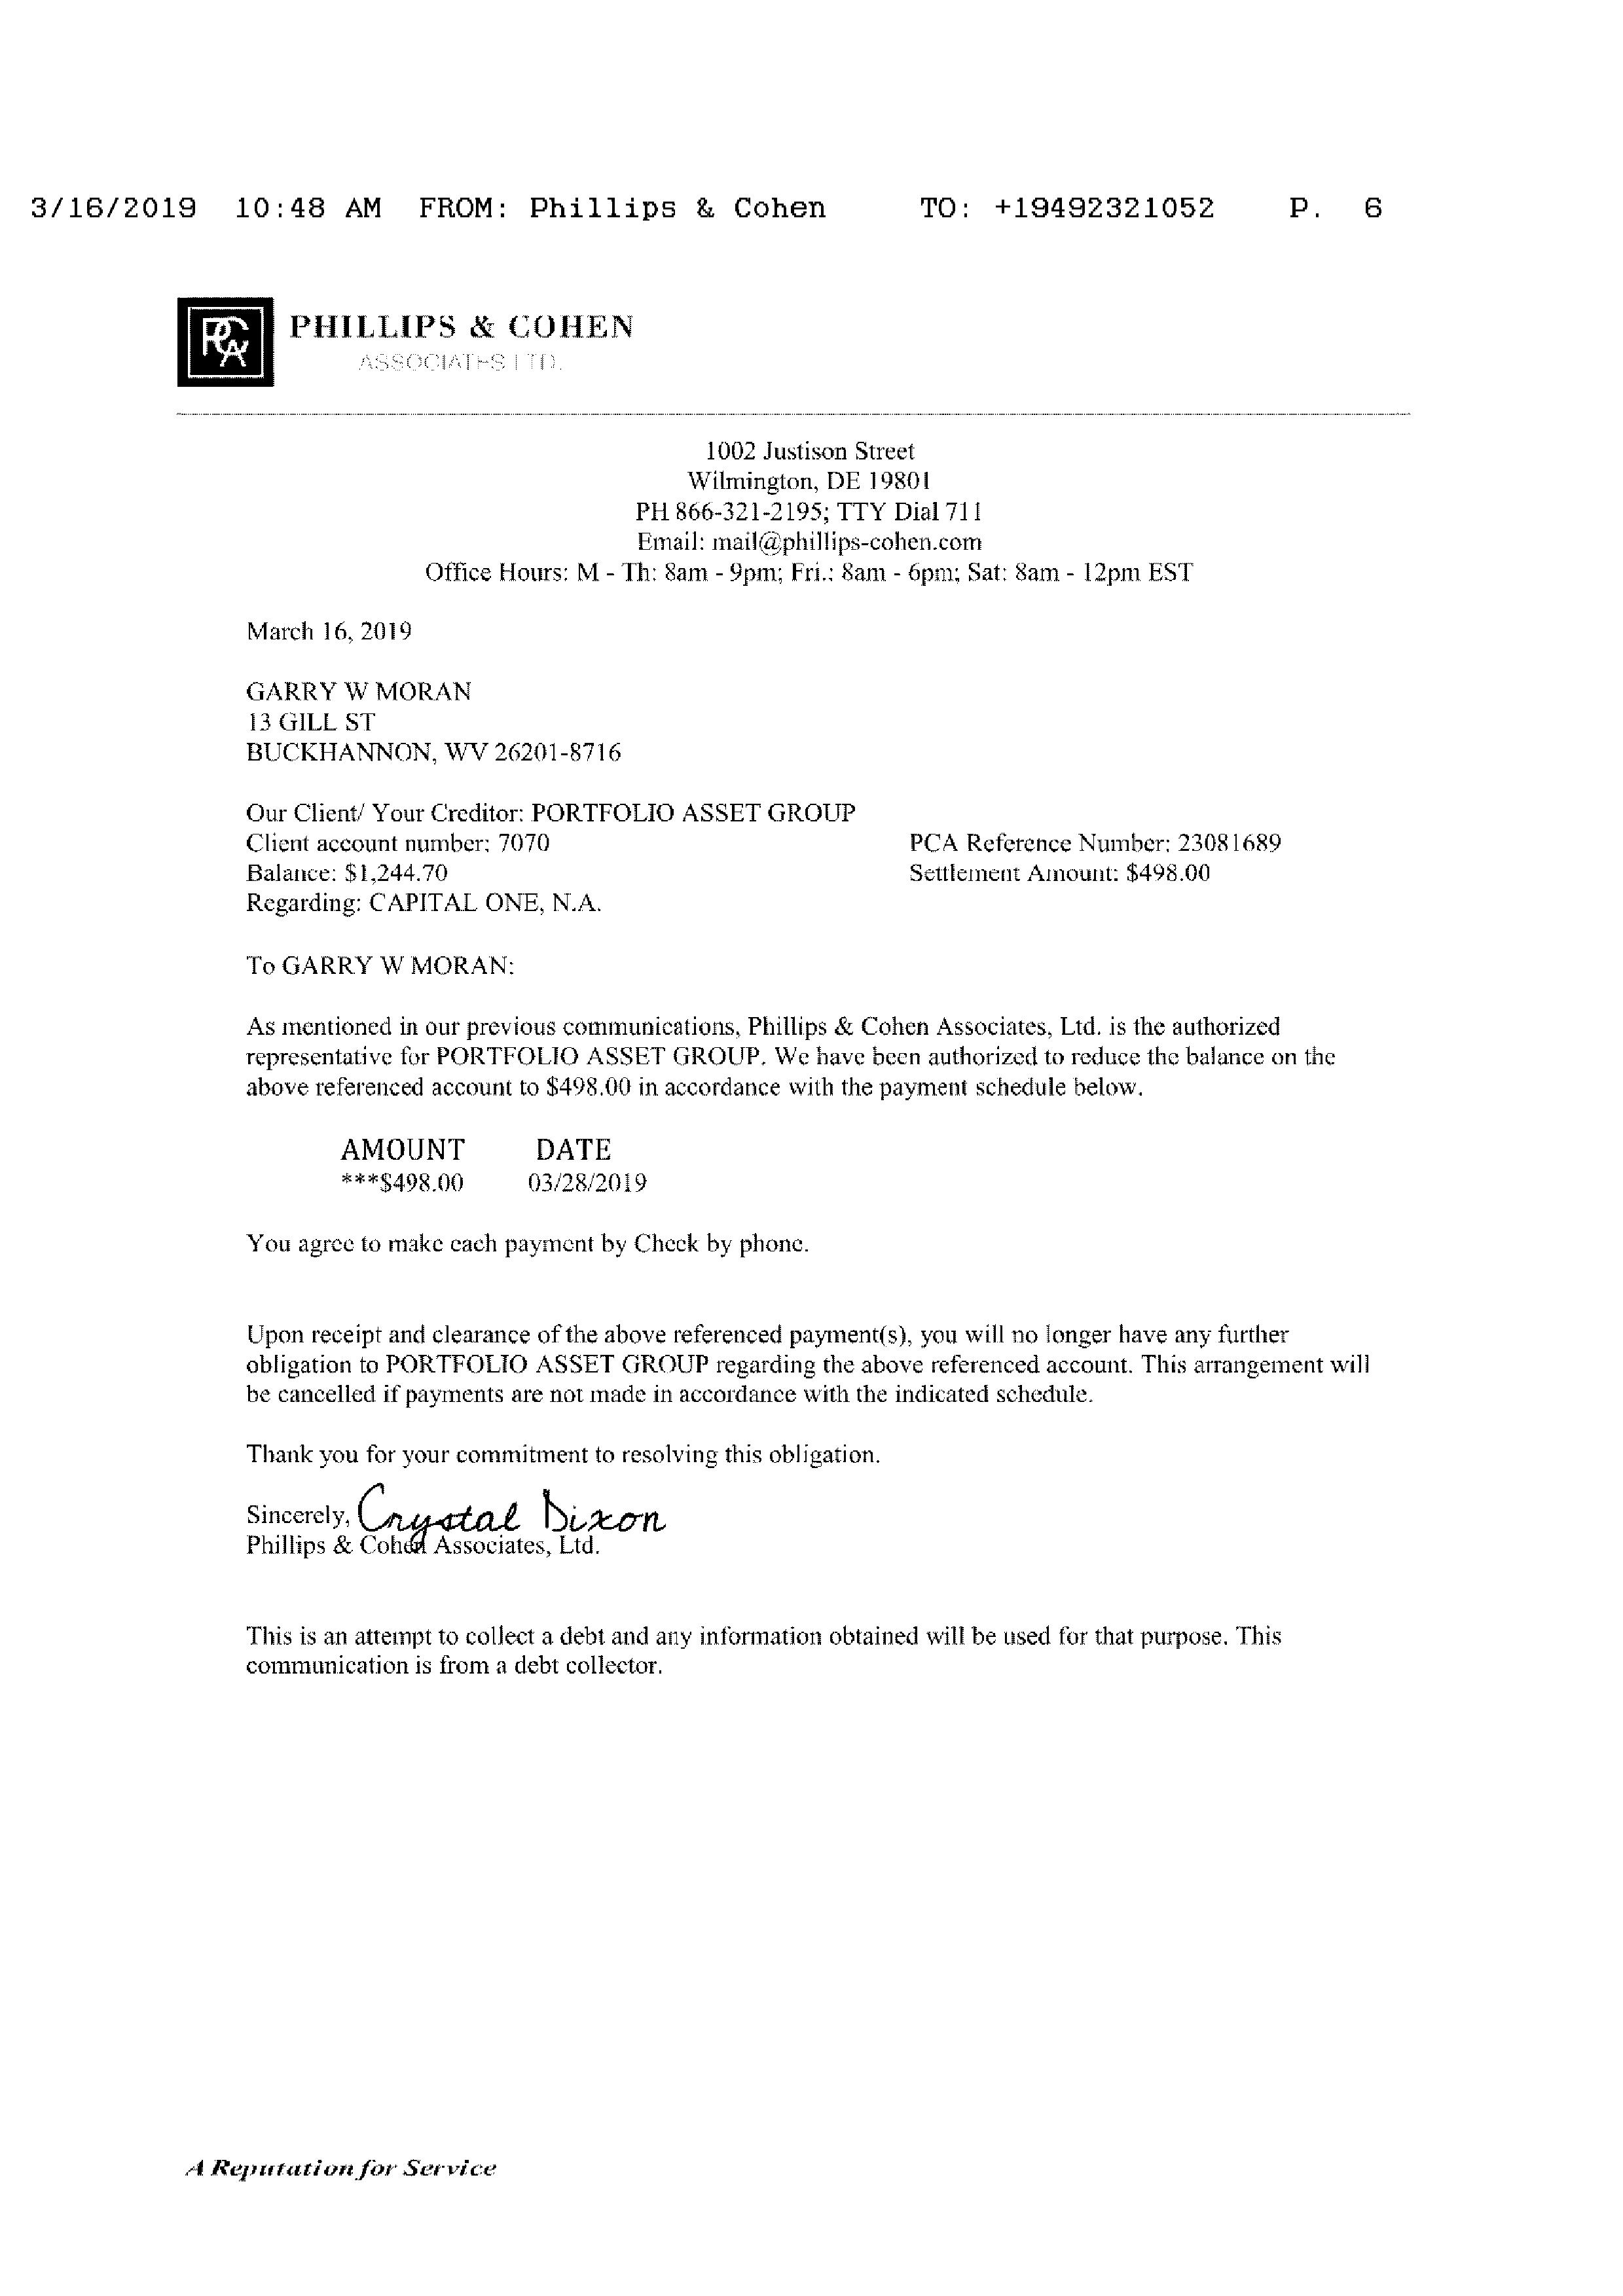 3/16/2019 10:48 AM FROM: Phillips & Cohen TO: +19492321052 P. 6
PCA
PHILLIPS & COHEN
ASSOCIATES LTD.
1002 Justison Street
Wilmington, DE 19801
PH 866-321-2195; TTY Dial 711
Email: mail@phillips-cohen.com
Office Hours: M - Th: 8am - 9pm; Fri.: 8am - 6pm; Sat: 8am - 12pm EST
March 16, 2019
GARRY W MORAN
13 GILL ST
BUCKHANNON, WV 26201-8716
Our Client/ Your Creditor: PORTFOLIO ASSET GROUP
Client account number: 7070 PCA Reference Number: 23081689
Balance: $1,244.70 Settlement Amount: $498.00
Regarding: CAPITAL ONE, N.A.
To GARRY W MORAN:
As mentioned in our previous communications, Phillips & Cohen Associates, Ltd. is the authorized
representative for PORTFOLIO ASSET GROUP. We have been authorized to reduce the balance on the
above referenced account to $498.00 in accordance with the payment schedule below.
AMOUNT DATE
***$498.00 03/28/2019
You agree to make each payment by Check by phone.
Upon receipt and clearance of the above referenced payment(s), you will no longer have any further
obligation to PORTFOLIO ASSET GROUP regarding the above referenced account. This arrangement will
be cancelled if payments are not made in accordance with the indicated schedule.
Thank you for your commitment to resolving this obligation.
Sincerely, Crystal Dixon
Phillips & Cohen Associates, Ltd.
This is an attempt to collect a debt and any information obtained will be used for that purpose. This
communication is from a debt collector.
A Reputation for Service